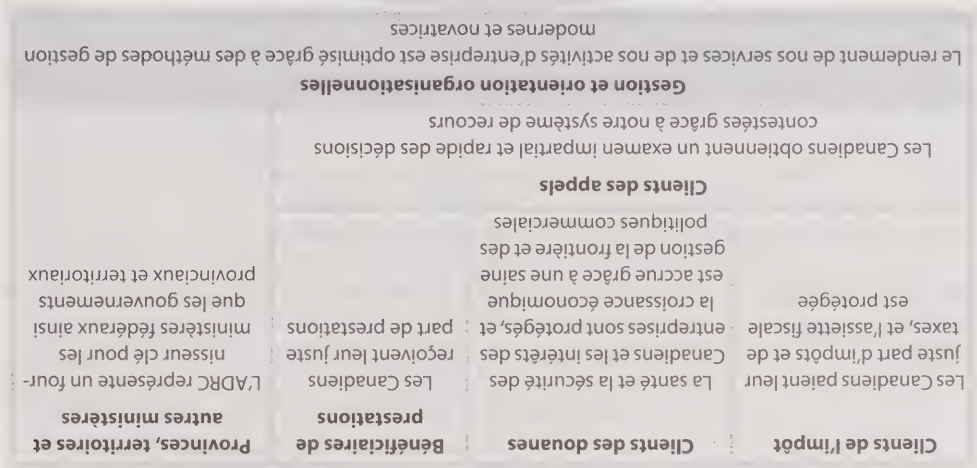 Clients de l'impôt
Les Canadiens paient leur
juste part d'impôts et de
taxes, et l'assiette fiscale
est protégée
Clients des douanes
La santé et la sécurité des
Canadiens et les intérêts des
entreprises sont protégés, et
la croissance économique
est accrue grâce à une saine
gestion de la frontière et des
politiques commerciales
Bénéficiaires de
prestations
Les Canadiens
reçoivent leur juste
part de prestations
Provinces, territoires et
autres ministères
L'ADRC représente un four-
nisseur clé pour les
ministères fédéraux ainsi
que les gouvernements
provinciaux et territoriaux
Clients des appels
Les Canadiens obtiennent un examen impartial et rapide des décisions
contestées grâce à notre système de recours
Gestion et orientation organisationnelles
Le rendement de nos services et de nos activités d'entreprise est optimisé grâce à des méthodes de gestion
modernes et novatrices